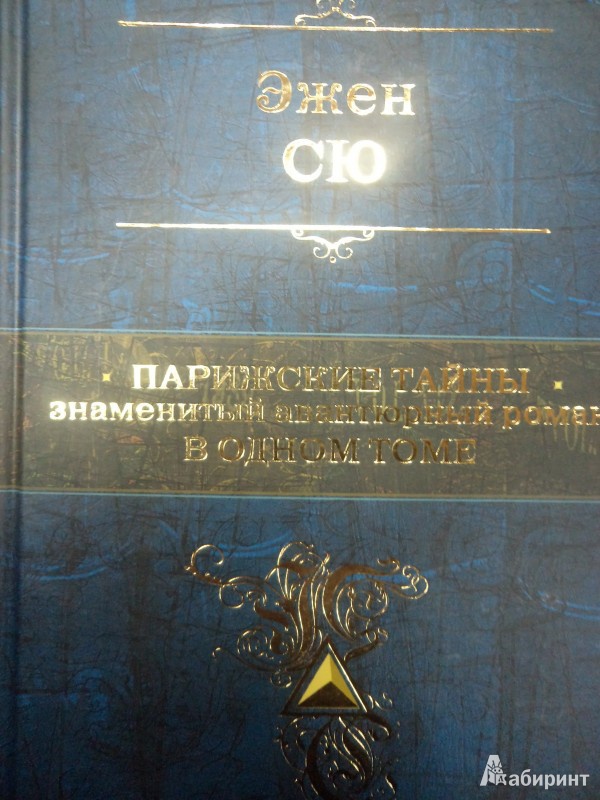 Эжен
СЮ
· ПАРИЖСКИЕ ТАЙНЫ ·
знаменитый авантюрный роман
В ОДНОМ ТОМЕ
Лабиринт